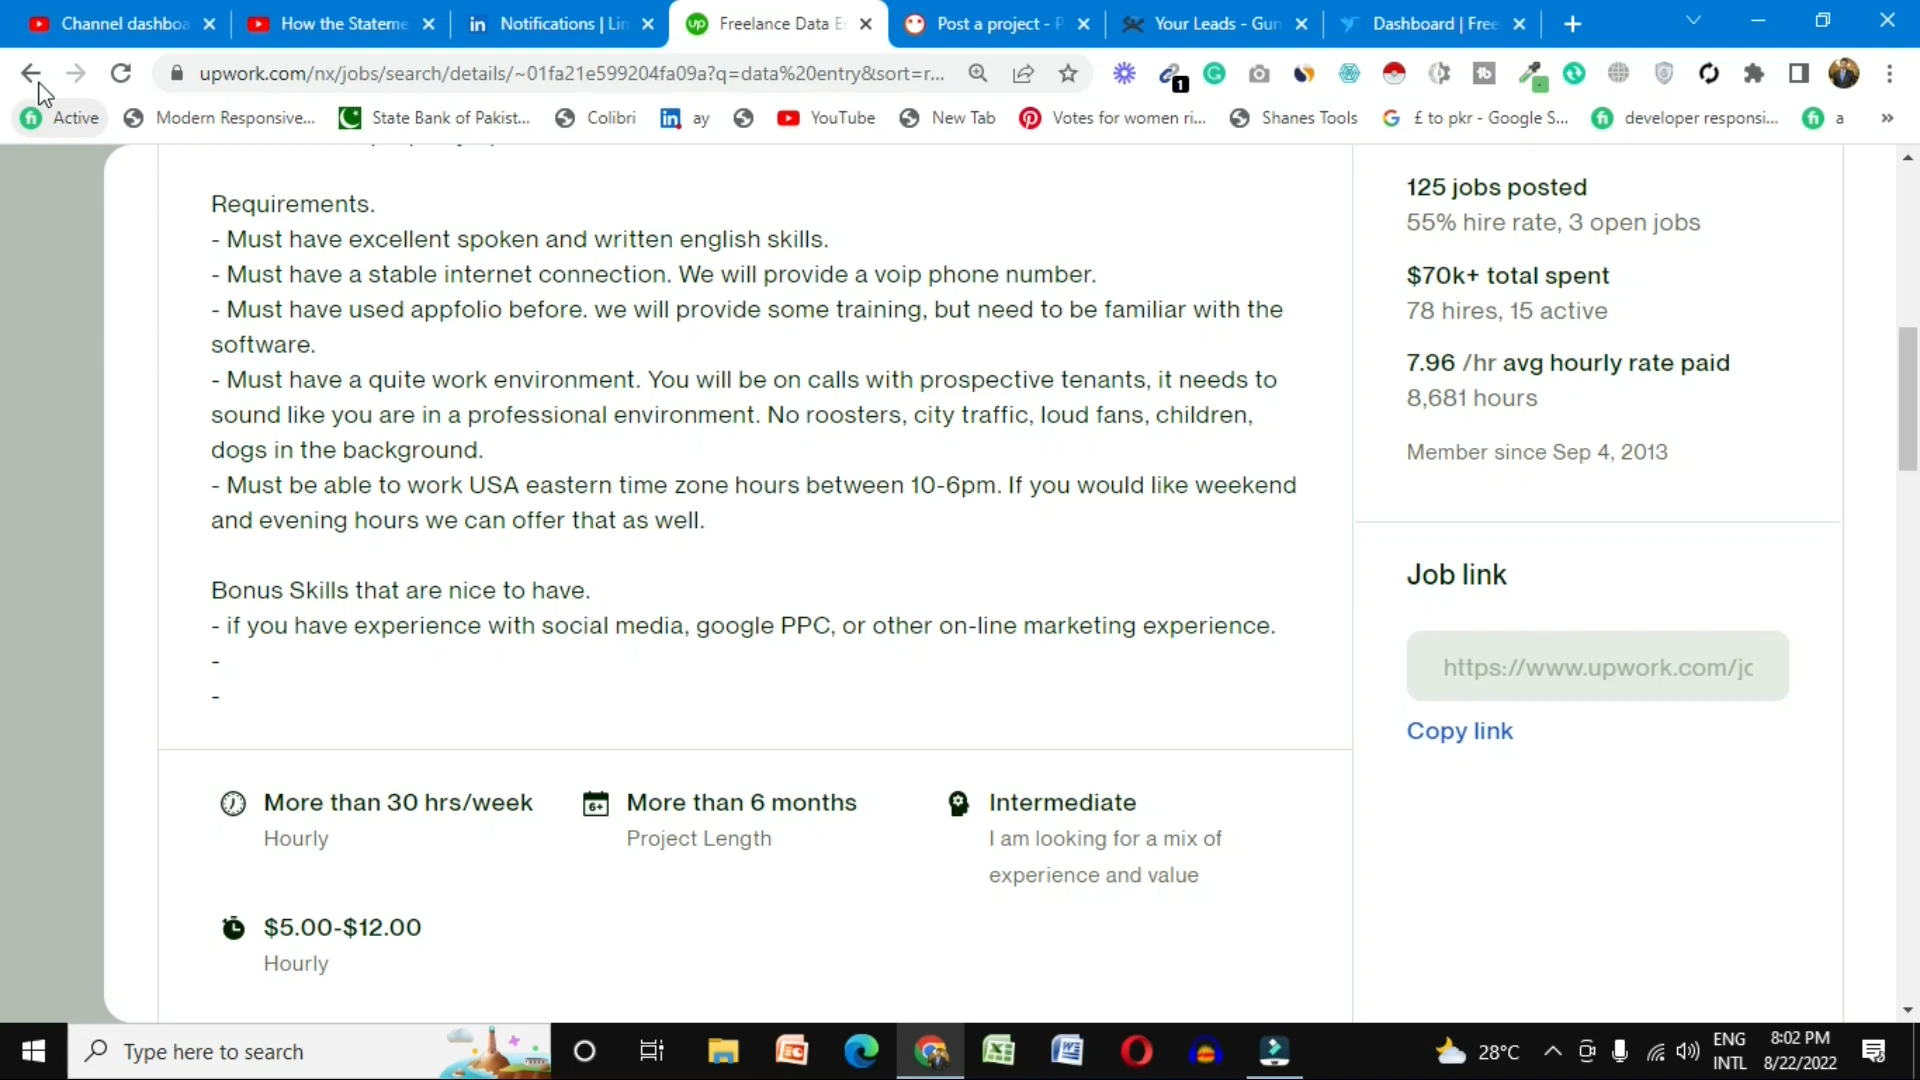 Channel dashboa
How the Stateme
Notifications | Lin
Freelance Data E
Post a project - P
Your Leads - Gun
Dashboard | Free
upwork.com/nx/jobs/search/details/~01fa21e599204fa09a?q=data%20entry&sort=r...
1
Active
Modern Responsive...
State Bank of Pakist...
Colibri
ay
YouTube
New Tab
Votes for women ri...
Shanes Tools
£ to pkr - Google S...
developer responsi...
a
»
Requirements.
- Must have excellent spoken and written english skills.
- Must have a stable internet connection. We will provide a voip phone number.
- Must have used appfolio before. we will provide some training, but need to be familiar with the
software.
- Must have a quite work environment. You will be on calls with prospective tenants, it needs to
sound like you are in a professional environment. No roosters, city traffic, loud fans, children,
dogs in the background.
- Must be able to work USA eastern time zone hours between 10-6pm. If you would like weekend
and evening hours we can offer that as well.
Bonus Skills that are nice to have.
- if you have experience with social media, google PPC, or other on-line marketing experience.
-
-
More than 30 hrs/week
Hourly
6+
More than 6 months
Project Length
Intermediate
I am looking for a mix of
experience and value
$5.00-$12.00
Hourly
125 jobs posted
55% hire rate, 3 open jobs
$70k+ total spent
78 hires, 15 active
7.96 /hr avg hourly rate paid
8,681 hours
Member since Sep 4, 2013
Job link
https://www.upwork.com/jo
Copy link
Type here to search
28°C
ENG
INTL
8:02 PM
8/22/2022